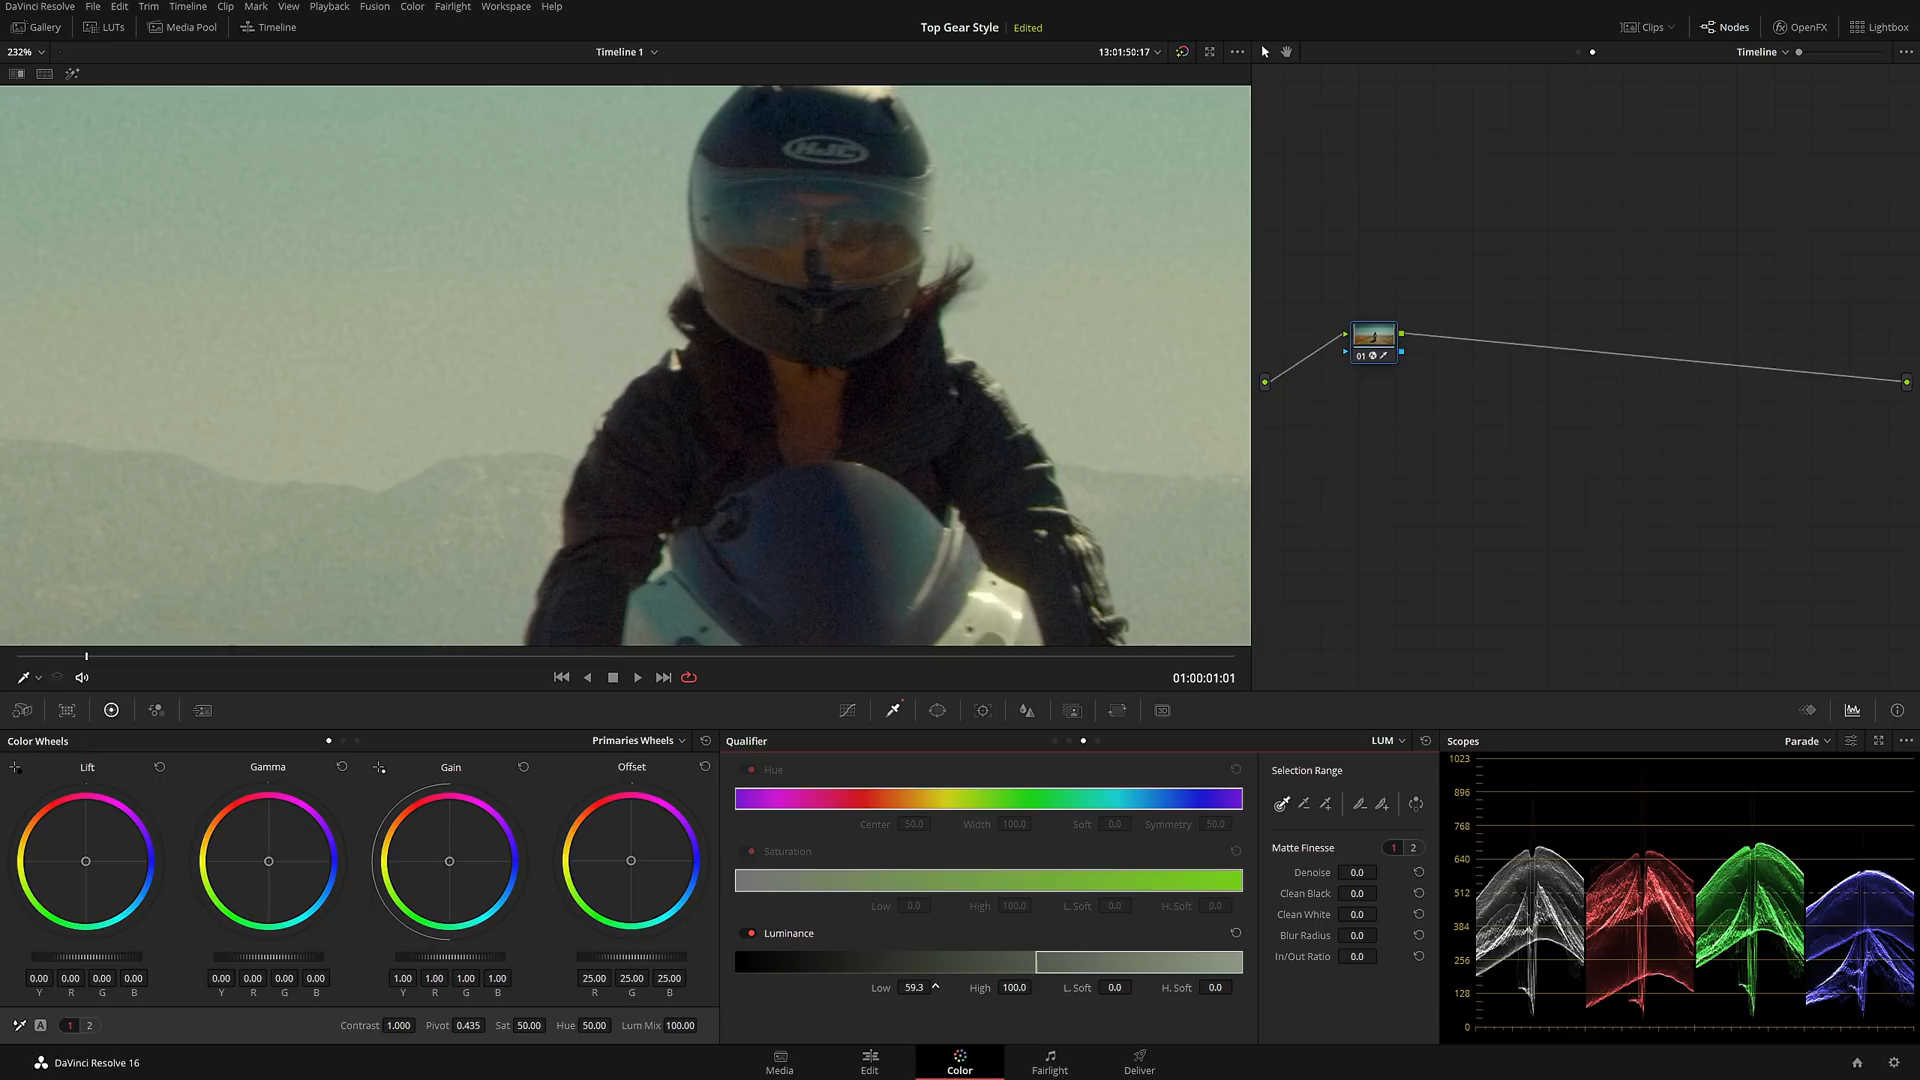 DaVinci Resolve File Edit Trim Timeline Clip Mark View Playback Fusion Color Fairlight Workspace Help
Gallery LUTs Media Pool Timeline Top Gear Style Edited Clips Nodes OpenFX Lightbox
232% Timeline 1 13:01:50:17 Timeline
HJC
01
01:00:01:01
Color Wheels Primaries Wheels Qualifier LUM Scopes Parade
Lift Gamma Gain Offset
Hue
Center 50.0 Width 100.0 Soft 0.0 Symmetry 50.0
Saturation
Low 0.0 High 100.0 L. Soft 0.0 H. Soft 0.0
Luminance
Low 59.3 High 100.0 L. Soft 0.0 H. Soft 0.0
0.00 0.00 0.00 0.00 0.00 0.00 0.00 0.00 1.00 1.00 1.00 1.00 25.00 25.00 25.00
Y R G B Y R G B Y R G B R G B
A 1 2 Contrast 1.000 Pivot 0.435 Sat 50.00 Hue 50.00 Lum Mix 100.00
Selection Range
Matte Finesse 1 2
Denoise 0.0
Clean Black 0.0
Clean White 0.0
Blur Radius 0.0
In/Out Ratio 0.0
1023
896
768
640
512
384
256
128
0
DaVinci Resolve 16 Media Edit Color Fairlight Deliver